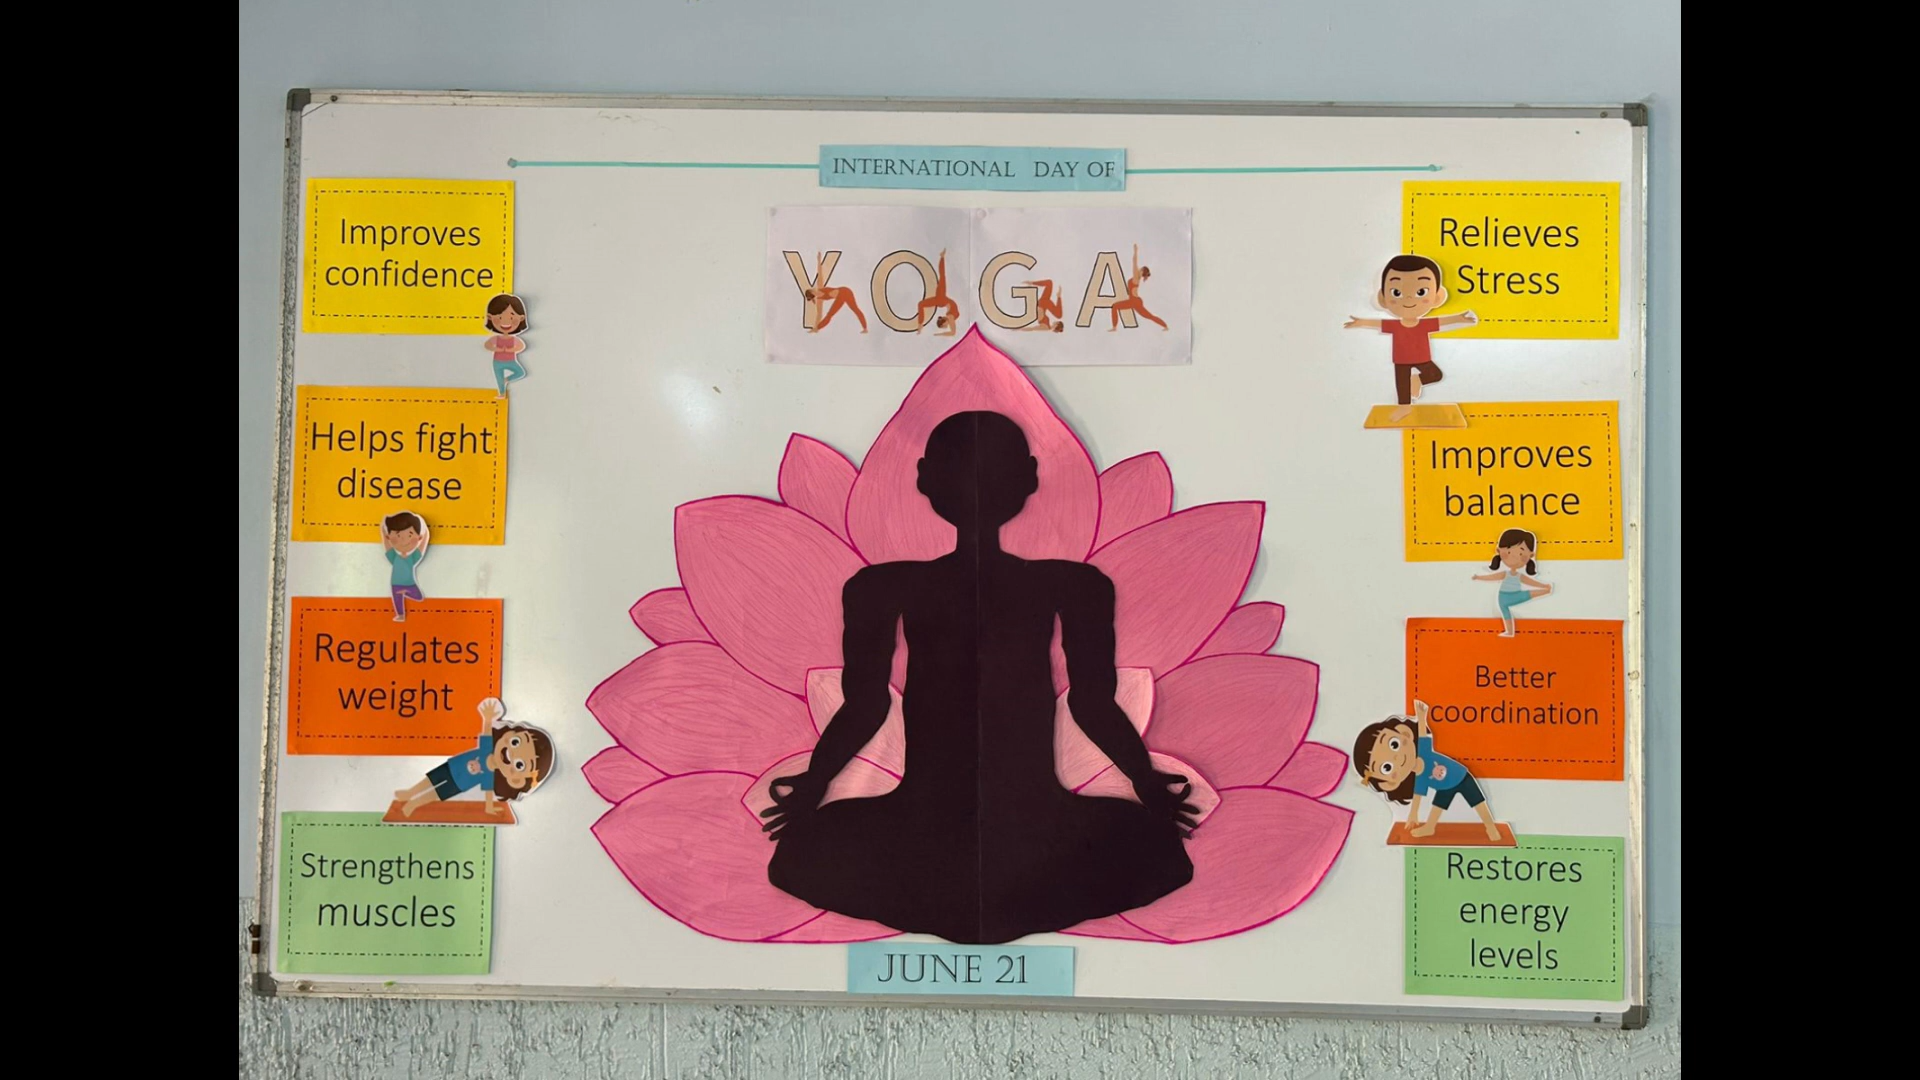 INTERNATIONAL DAY OF
YOGA
Improves
confidence
Helps fight
disease
Regulates
weight
Strengthens
muscles
Relieves
Stress
Improves
balance
Better
coordination
Restores
energy
levels
JUNE 21